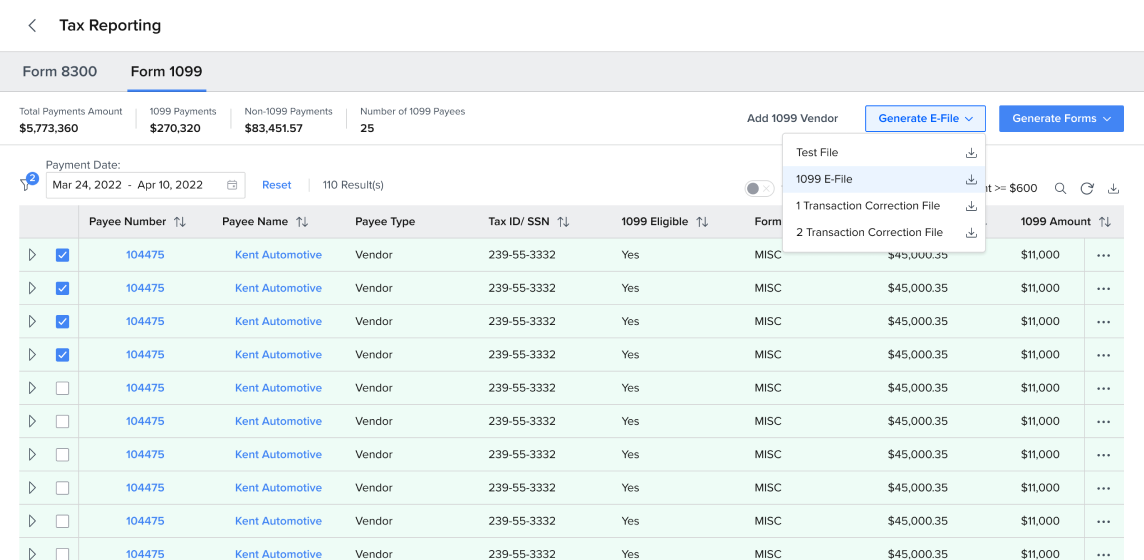 Tax Reporting
Form 8300 Form 1099
Total Payments Amount 1099 Payments Non-1099 Payments Number of 1099 Payees
$5,773,360 $270,320 $83,451.57 25
Add 1099 Vendor Generate E-File Generate Forms
Test File
1099 E-File
1 Transaction Correction File
2 Transaction Correction File
Payment Date:
2 Mar 24, 2022 - Apr 10, 2022 Reset 110 Result(s) >= $600
Payee Number Payee Name Payee Type Tax ID/ SSN 1099 Eligible Form 1099 Amount
104475 Kent Automotive Vendor 239-55-3332 Yes MISC $45,000.35 $11,000
104475 Kent Automotive Vendor 239-55-3332 Yes MISC $45,000.35 $11,000
104475 Kent Automotive Vendor 239-55-3332 Yes MISC $45,000.35 $11,000
104475 Kent Automotive Vendor 239-55-3332 Yes MISC $45,000.35 $11,000
104475 Kent Automotive Vendor 239-55-3332 Yes MISC $45,000.35 $11,000
104475 Kent Automotive Vendor 239-55-3332 Yes MISC $45,000.35 $11,000
104475 Kent Automotive Vendor 239-55-3332 Yes MISC $45,000.35 $11,000
104475 Kent Automotive Vendor 239-55-3332 Yes MISC $45,000.35 $11,000
104475 Kent Automotive Vendor 239-55-3332 Yes MISC $45,000.35 $11,000
104475 Kent Automotive Vendor 239-55-3332 Yes MISC $45,000.35 $11,000